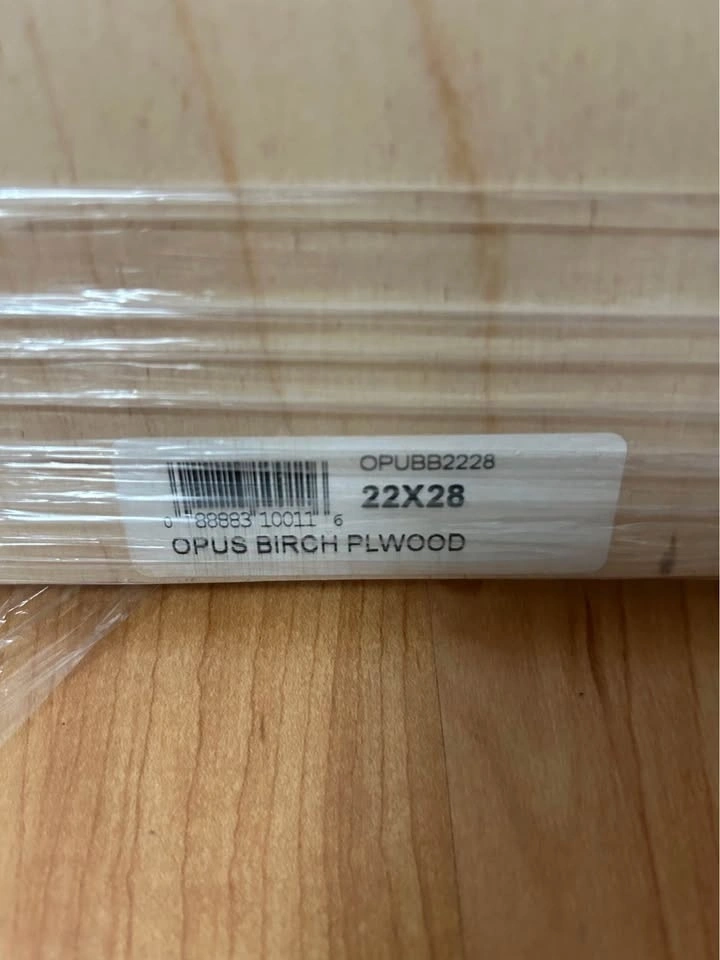 OPUBB2228
22X28
0 88883 10011 6
OPUS BIRCH PLWOOD